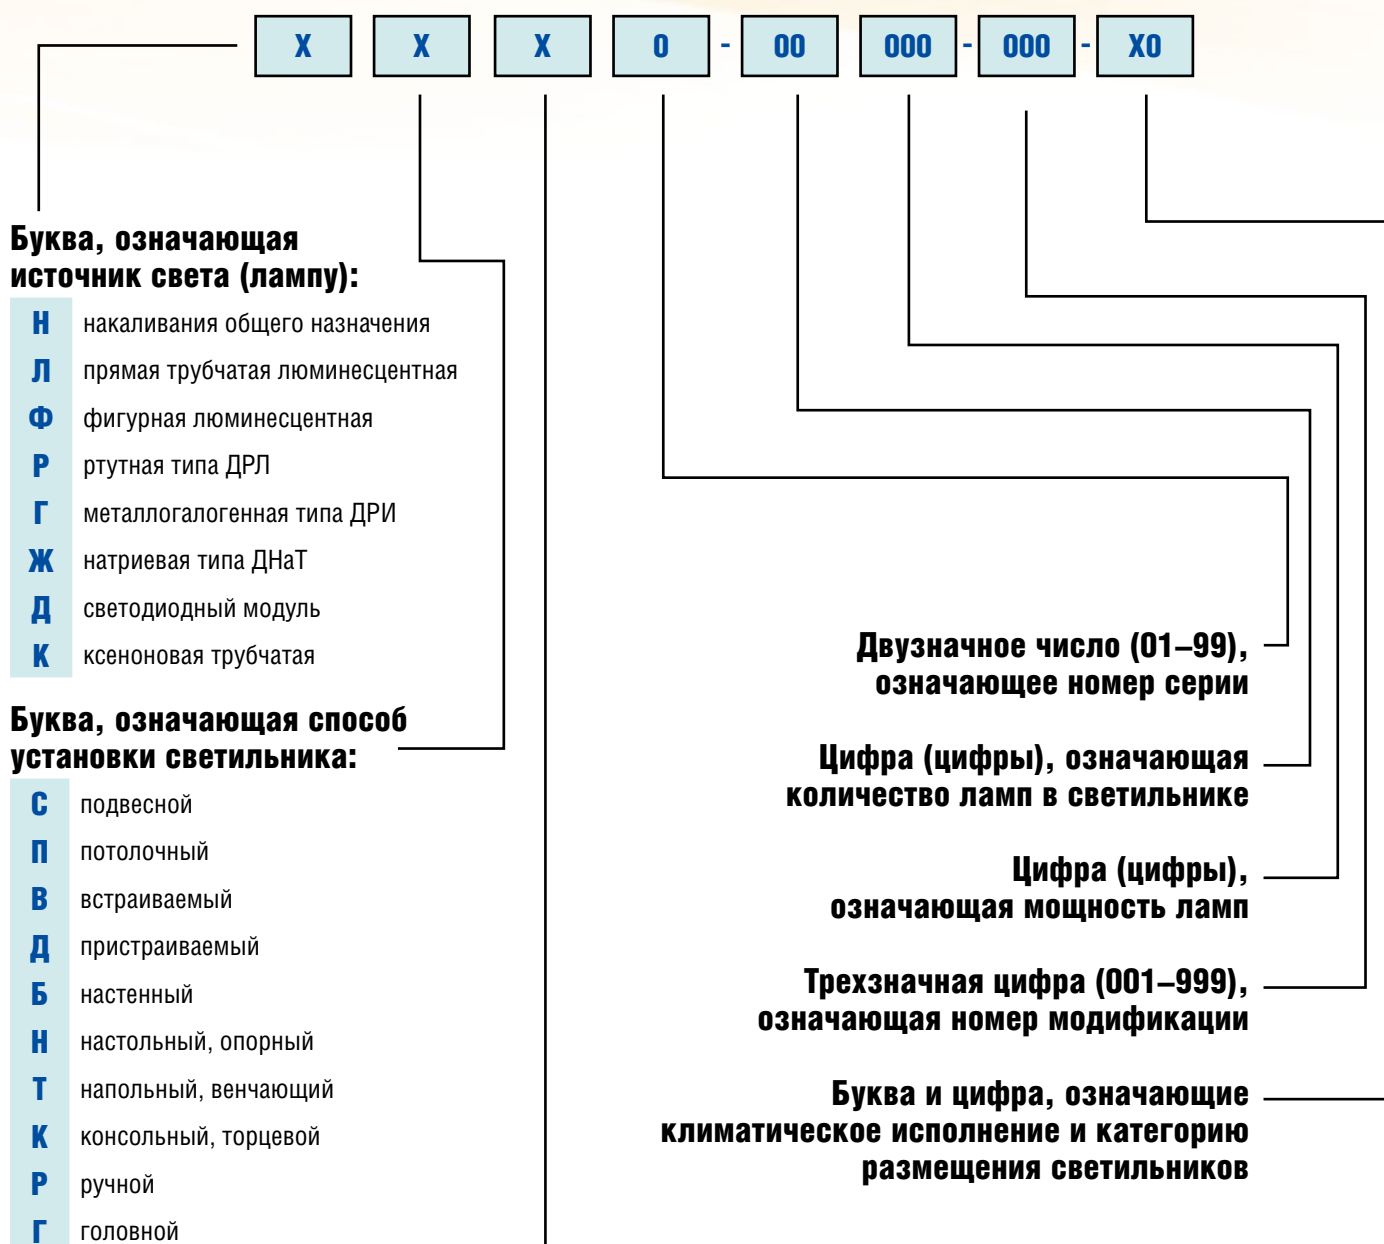 X X X 0 - 00 000 - 000 - X0
Буква, означающая
источник света (лампу):
Н накаливания общего назначения
Л прямая трубчатая люминесцентная
Ф фигурная люминесцентная
Р ртутная типа ДРЛ
Г металлогалогенная типа ДРИ
Ж натриевая типа ДНаТ
Д светодиодный модуль
К ксеноновая трубчатая
Буква, означающая способ
установки светильника:
С подвесной
П потолочный
В встраиваемый
Д пристраиваемый
Б настенный
Н настольный, опорный
Т напольный, венчающий
К консольный, торцевой
Р ручной
Г головной
Двузначное число (01–99),
означающее номер серии
Цифра (цифры), означающая
количество ламп в светильнике
Цифра (цифры),
означающая мощность ламп
Трехзначная цифра (001–999),
означающая номер модификации
Буква и цифра, означающие
климатическое исполнение и категорию
размещения светильников